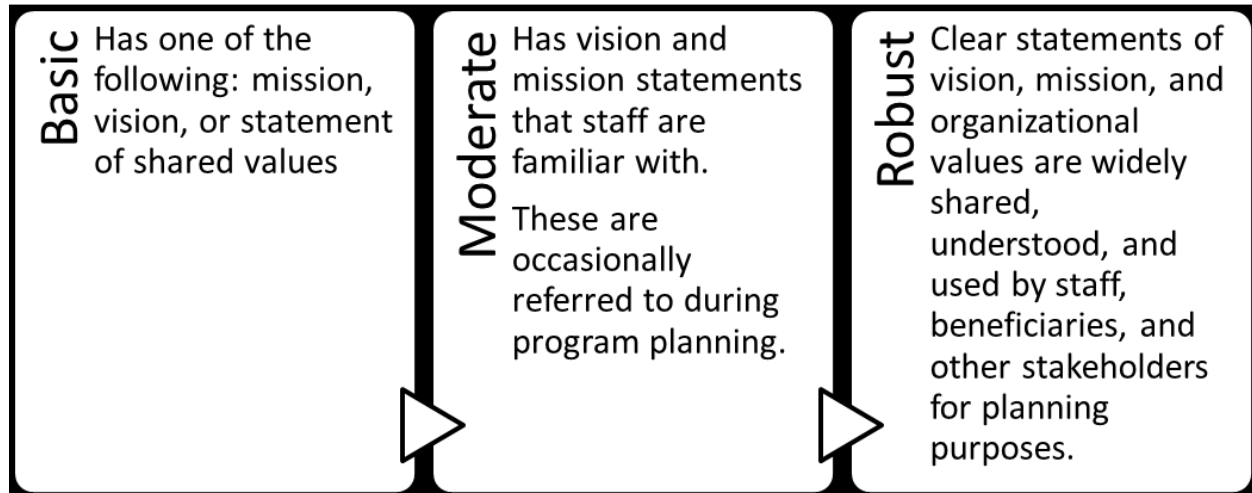 Basic
Has one of the
following: mission,
vision, or statement
of shared values
Moderate
Has vision and
mission statements
that staff are
familiar with.
These are
occasionally
referred to during
program planning.
Robust
Clear statements of
vision, mission, and
organizational
values are widely
shared,
understood, and
used by staff,
beneficiaries, and
other stakeholders
for planning
purposes.